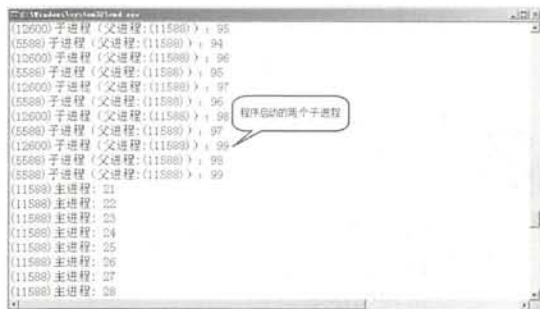 C:\Windows\system32\cmd.exe
(12600)子进程（父进程:(11588)）：95
(5588)子进程（父进程:(11588)）：94
(12600)子进程（父进程:(11588)）：96
(5588)子进程（父进程:(11588)）：95
(12600)子进程（父进程:(11588)）：97
(5588)子进程（父进程:(11588)）：96
(12600)子进程（父进程:(11588)）：98
(5588)子进程（父进程:(11588)）：97
(12600)子进程（父进程:(11588)）：99
(5588)子进程（父进程:(11588)）：98
(5588)子进程（父进程:(11588)）：99
程序启动的两个子进程
(11588)主进程: 21
(11588)主进程: 22
(11588)主进程: 23
(11588)主进程: 24
(11588)主进程: 25
(11588)主进程: 26
(11588)主进程: 27
(11588)主进程: 28